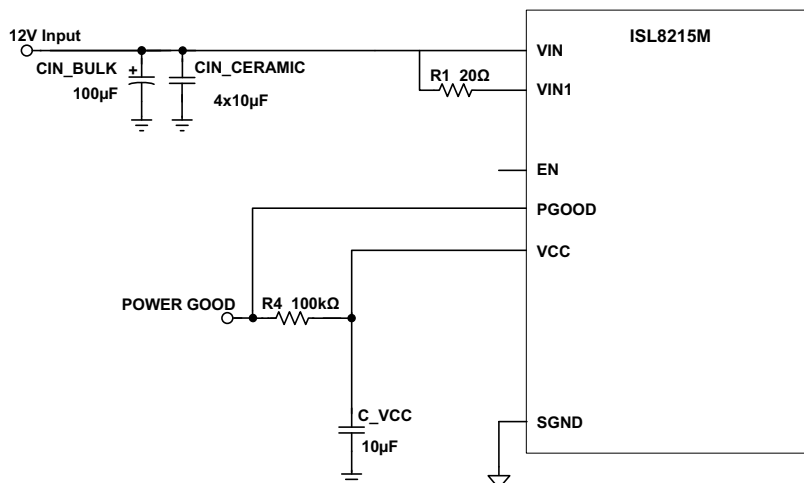 12V Input
ISL8215M
VIN
CIN_BULK
+
CIN_CERAMIC
100µF
4x10µF
R1 20Ω
VIN1
EN
PGOOD
VCC
POWER GOOD
R4 100kΩ
C_VCC
10µF
SGND